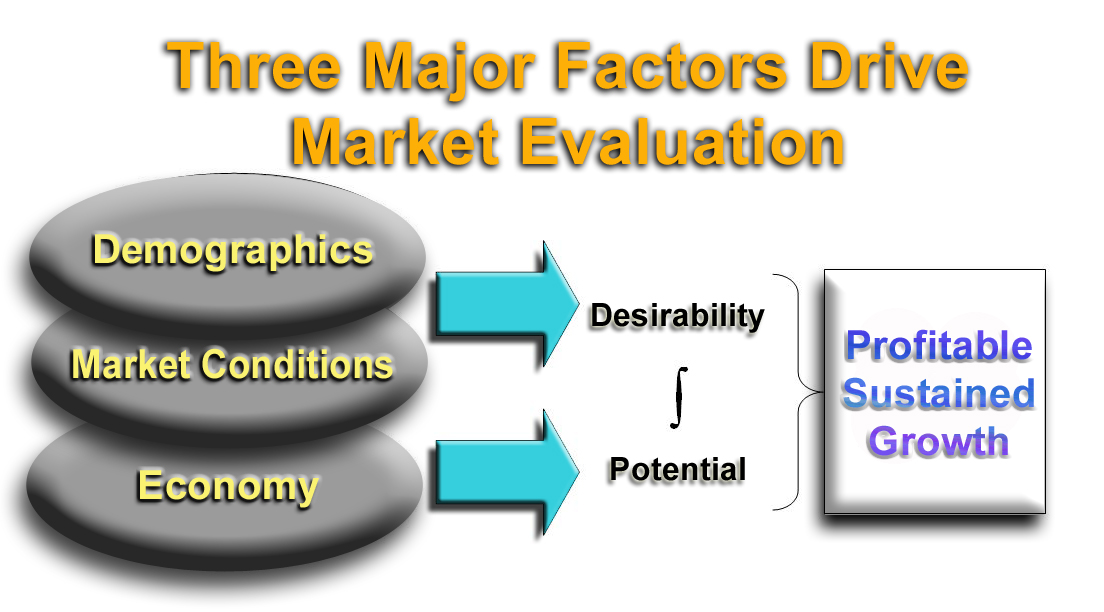 Three Major Factors Drive
Market Evaluation
Demographics
Market Conditions
Economy
Desirability
∫
Potential
Profitable
Sustained
Growth